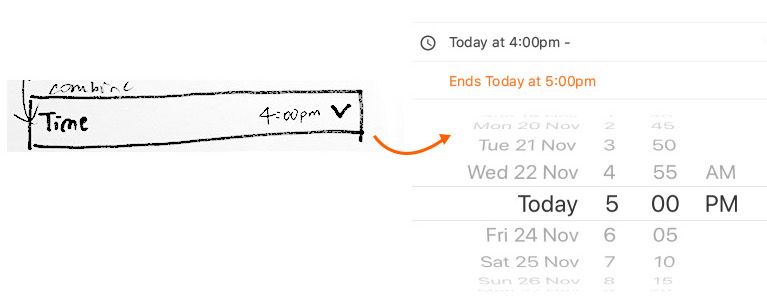 combine
Time 4:00pm
Today at 4:00pm -
Ends Today at 5:00pm
Mon 20 Nov 2 45
Tue 21 Nov 3 50
Wed 22 Nov 4 55 AM
Today 5 00 PM
Fri 24 Nov 6 05
Sat 25 Nov 7 10
Sun 26 Nov 8 15